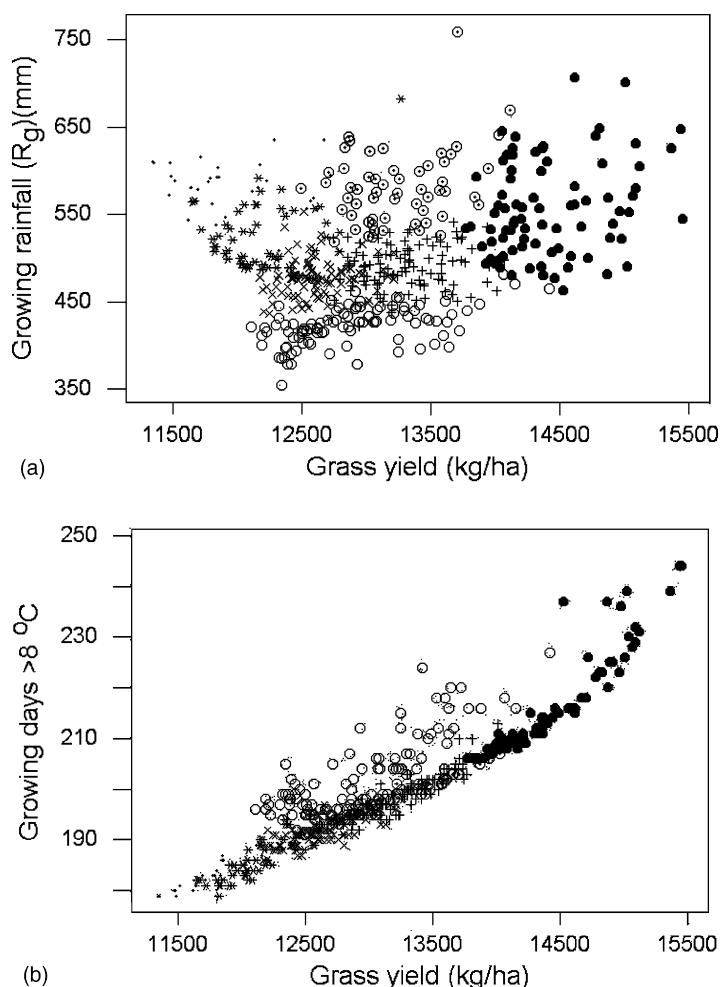 Growing rainfall (Rg)(mm)
750
650
550
450
350
11500 12500 13500 14500 15500
Grass yield (kg/ha)
(a)
Growing days >8 ºC
250
230
210
190
11500 12500 13500 14500 15500
Grass yield (kg/ha)
(b)